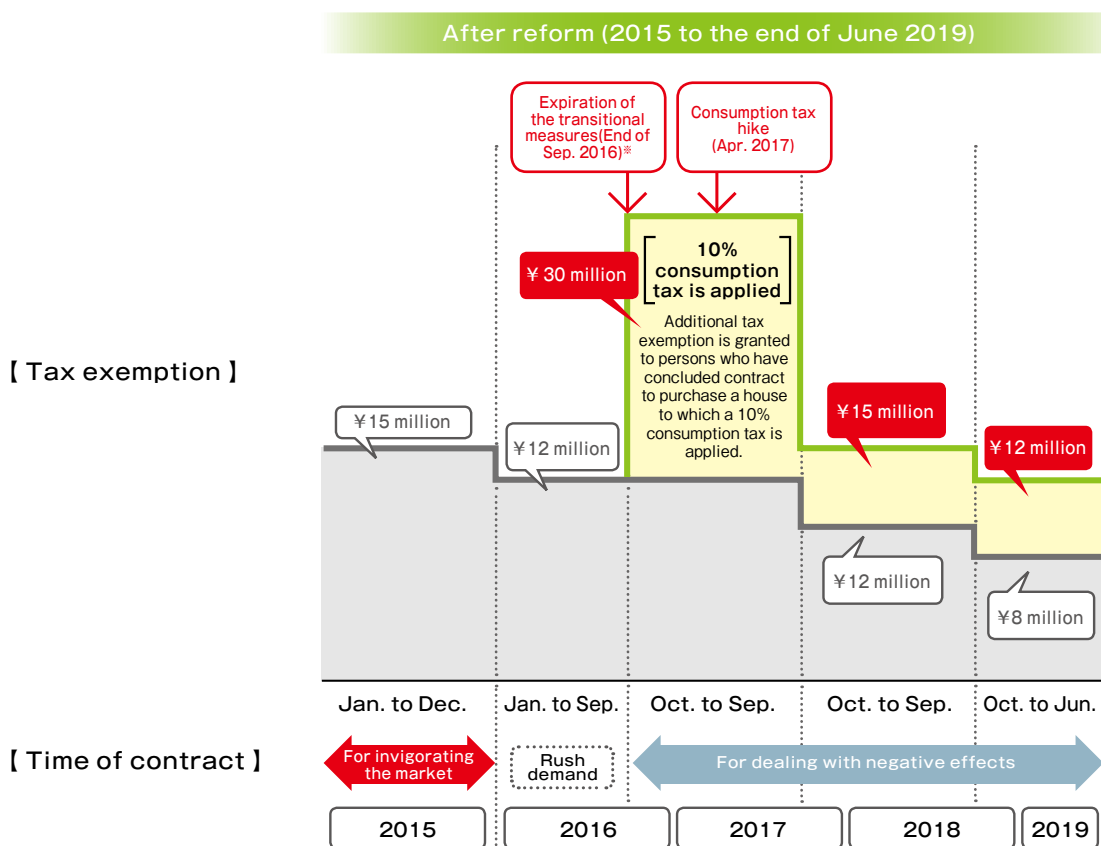 After reform (2015 to the end of June 2019)
Expiration of
the transitional
measures(End of
Sep. 2016)※
Consumption tax
hike
(Apr. 2017)
¥ 30 million
10%
consumption
tax is applied
Additional tax
exemption is granted
to persons who have
concluded contract
to purchase a house
to which a 10%
consumption tax is
applied.
【 Tax exemption 】
¥15 million
¥12 million
¥15 million
¥12 million
¥12 million
¥8 million
Jan. to Dec.
Jan. to Sep.
Oct. to Sep.
Oct. to Sep.
Oct. to Jun.
【 Time of contract 】
For invigorating
the market
Rush
demand
For dealing with negative effects
2015
2016
2017
2018
2019